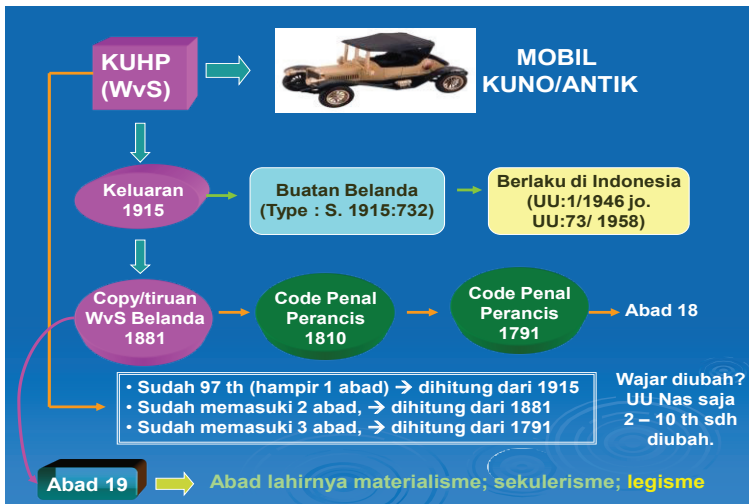 KUHP
(WvS)
MOBIL
KUNO/ANTIK
Keluaran
1915
Buatan Belanda
(Type : S. 1915:732)
Berlaku di Indonesia
(UU:1/1946 jo.
UU:73/ 1958)
Copy/tiruan
WvS Belanda
1881
Code Penal
Perancis
1810
Code Penal
Perancis
1791
Abad 18
• Sudah 97 th (hampir 1 abad) → dihitung dari 1915
• Sudah memasuki 2 abad, → dihitung dari 1881
• Sudah memasuki 3 abad, → dihitung dari 1791
Wajar diubah?
UU Nas saja
2 – 10 th sdh
diubah.
Abad 19
Abad lahirnya materialisme; sekulerisme; legisme